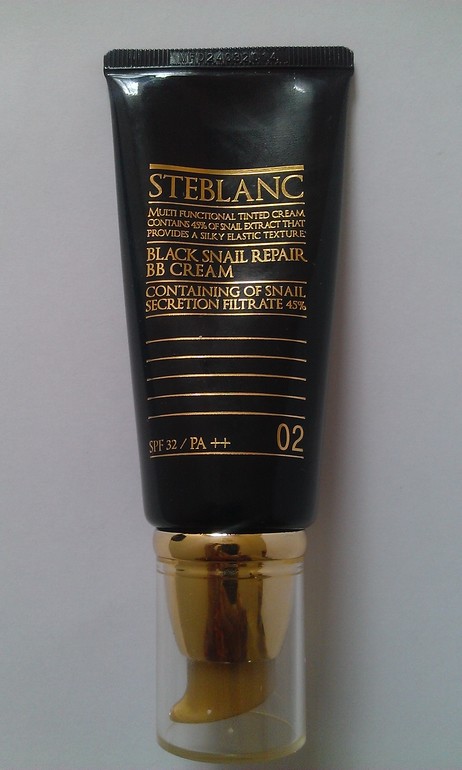 STEBLANC
MULTI FUNCTIONAL TINTED CREAM
CONTAINS 45% OF SNAIL EXTRACT THAT
PROVIDES A SILKY ELASTIC TEXTURE
BLACK SNAIL REPAIR
BB CREAM
CONTAINING OF SNAIL
SECRETION FILTRATE 45%
SPF 32 / PA ++ 02